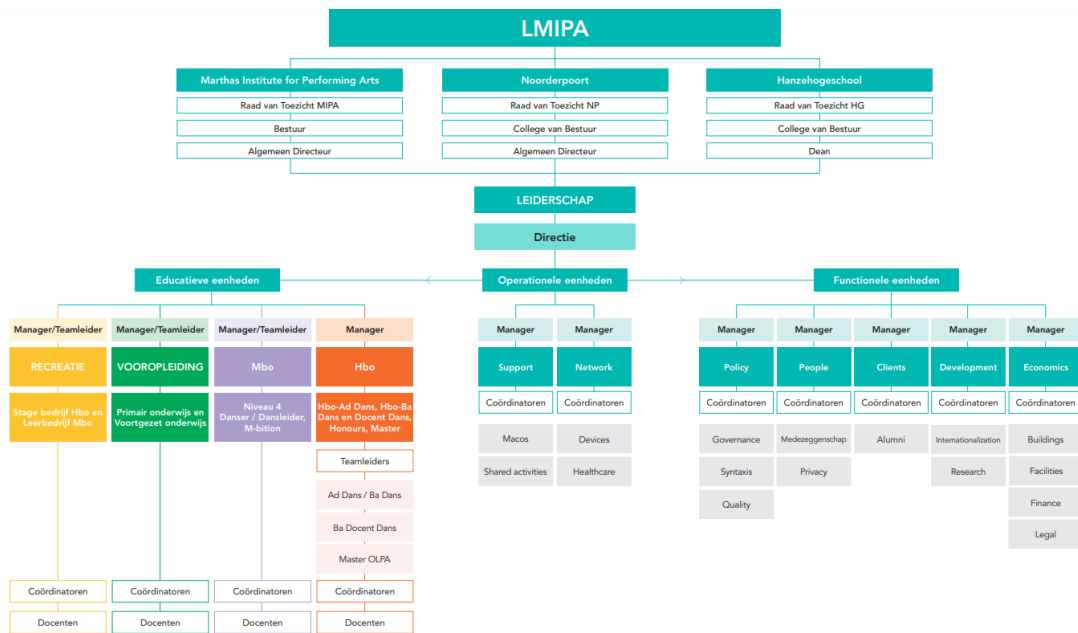 LMIPA
Marthas Institute for Performing Arts
Noorderpoort
Hanzehogeschool
Raad van Toezicht MIPA
Raad van Toezicht NP
Raad van Toezicht HG
Bestuur
College van Bestuur
College van Bestuur
Algemeen Directeur
Algemeen Directeur
Dean
LEIDERSCHAP
Directie
Educatieve eenheden
Operationele eenheden
Functionele eenheden
Manager/Teamleider
Manager/Teamleider
Manager/Teamleider
Manager
Manager
Manager
Manager
Manager
Manager
Manager
Manager
RECREATIE
VOOROPLEIDING
Mbo
Hbo
Support
Network
Policy
People
Clients
Development
Economics
Stage bedrijf Hbo en
Leerbedrijf Mbo
Primair onderwijs en
Voortgezet onderwijs
Niveau 4
Danser / Dansleider,
M-bition
Hbo-Ad Dans, Hbo-Ba
Dans en Docent Dans,
Honours, Master
Coördinatoren
Coördinatoren
Coördinatoren
Coördinatoren
Coördinatoren
Coördinatoren
Coördinatoren
Macos
Devices
Governance
Medezeggenschap
Alumni
Internationalization
Buildings
Teamleiders
Shared activities
Healthcare
Syntaxis
Privacy
Research
Facilities
Ad Dans / Ba Dans
Quality
Finance
Ba Docent Dans
Legal
Master OLPA
Coördinatoren
Coördinatoren
Coördinatoren
Coördinatoren
Docenten
Docenten
Docenten
Docenten